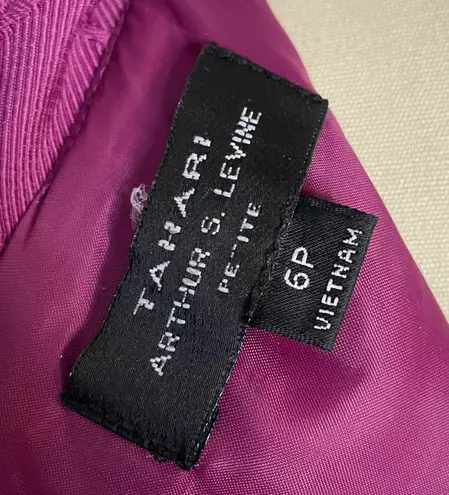 TAHARI
ARTHUR S. LEVINE
PETITE
6P
VIETNAM